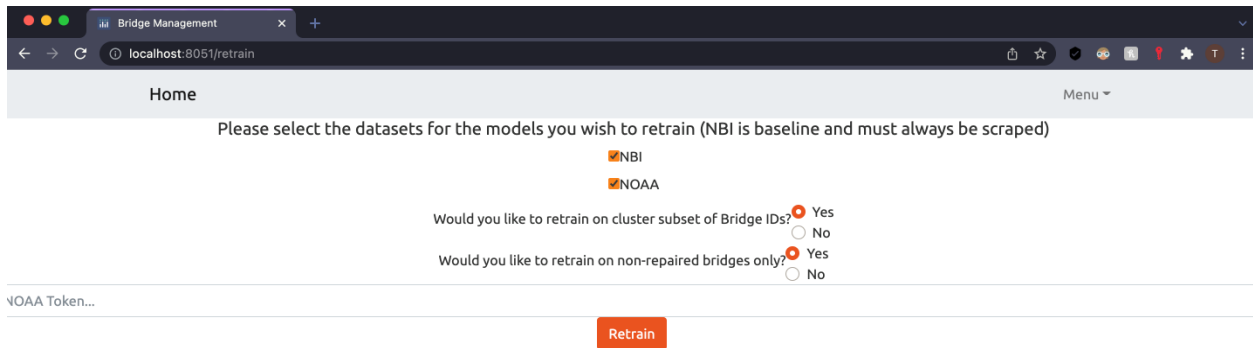 Bridge Management
localhost:8051/retrain
T
Home
Menu
Please select the datasets for the models you wish to retrain (NBI is baseline and must always be scraped)
NBI
NOAA
Would you like to retrain on cluster subset of Bridge IDs?
Yes
No
Would you like to retrain on non-repaired bridges only?
Yes
No
NOAA Token...
Retrain